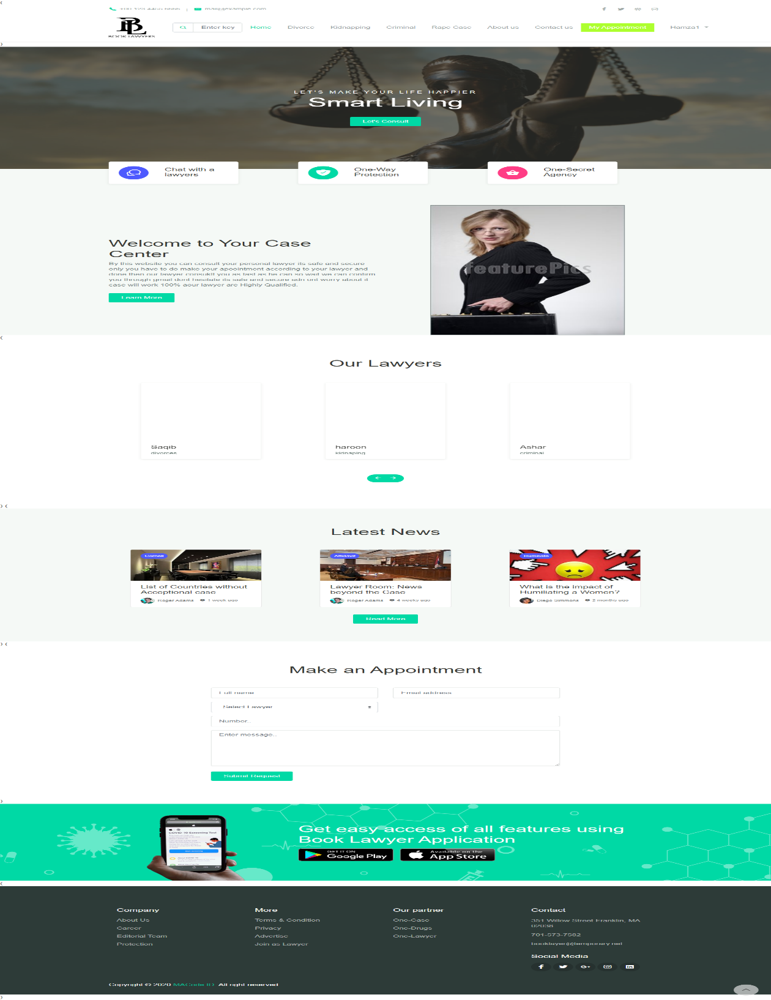 +00 123 4455 6666 | mail@example.com
BOOK LAWYERS
Enter key
Home
Divorce
Kidnapping
Criminal
Rape Case
About us
Contact us
My Appointment
Hamza1
LET'S MAKE YOUR LIFE HAPPIER
Smart Living
Let's Consult
Chat with a
lawyers
One-Way
Protection
One-Secret
Agency
Welcome to Your Case
Center
By this website you can consult your personal lawyer its safe and secure
only you have to do make your apointment according to your lawyer and
done then our lawyer consuklt you as fast as he can so wait we can confirm
you through gmail dont hesitate its safe and secure adn ont worry about it
case will work 100% aour lawyer are Highly Qualified.
Learn More
featurePics
Our Lawyers
Saqib
divorces
haroon
kidnaping
Ashar
criminal
Latest News
Corneli
List of Countries without
Acceptional case
Roger Adams
1 week ago
Affidavit
Lawyer Room: News
beyond the Case
Roger Adams
4 weeks ago
Humiliate
What is the impact of
Humiliating a Women?
Diego Simmons
2 months ago
Read More
Make an Appointment
Full name
Email address
Select Lawyer
Number..
Enter message..
Submit Request
COVID-19 Screening Tool
Get easy access of all features using
Book Lawyer Application
GET IT ON
Google Play
Available on the
App Store
Company
About Us
Career
Editorial Team
Protection
More
Terms & Condition
Privacy
Advertise
Join as Lawyer
Our partner
One-Case
One-Drugs
One-Lawyer
Contact
351 Willow Street Franklin, MA
02038
701-573-7582
booklayer@temporary.net
Social Media
Copyright © 2020 MACode ID. All right reserved